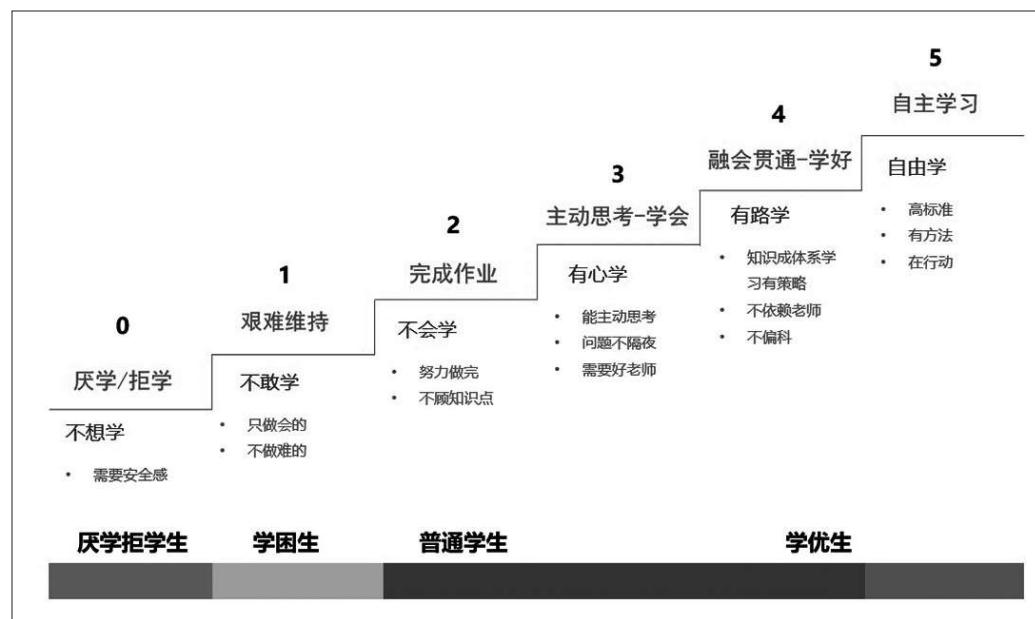 0
厌学/拒学
不想学
• 需要安全感
1
艰难维持
不敢学
• 只做会的
• 不做难的
2
完成作业
不会学
• 努力做完
• 不顾知识点
3
主动思考-学会
有心学
• 能主动思考
• 问题不隔夜
• 需要好老师
4
融会贯通-学好
有路学
• 知识成体系学
习有策略
• 不依赖老师
• 不偏科
5
自主学习
自由学
• 高标准
• 有方法
• 在行动
厌学拒学生
学困生
普通学生
学优生